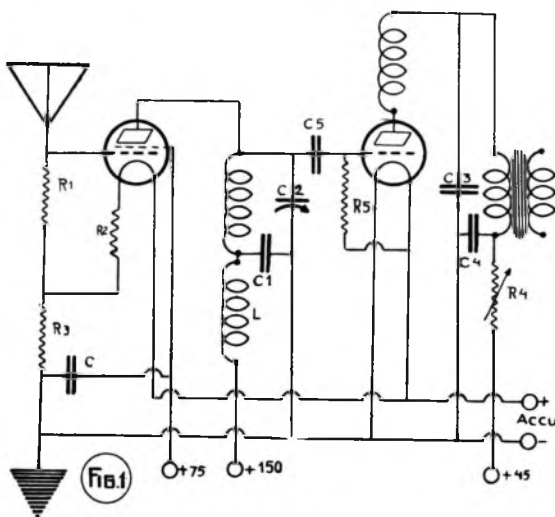 R1
R2
R3
C
C5
C2
C1
L
R5
C3
C4
R4
+
Accu
-
FIG.1
+75
+150
+45